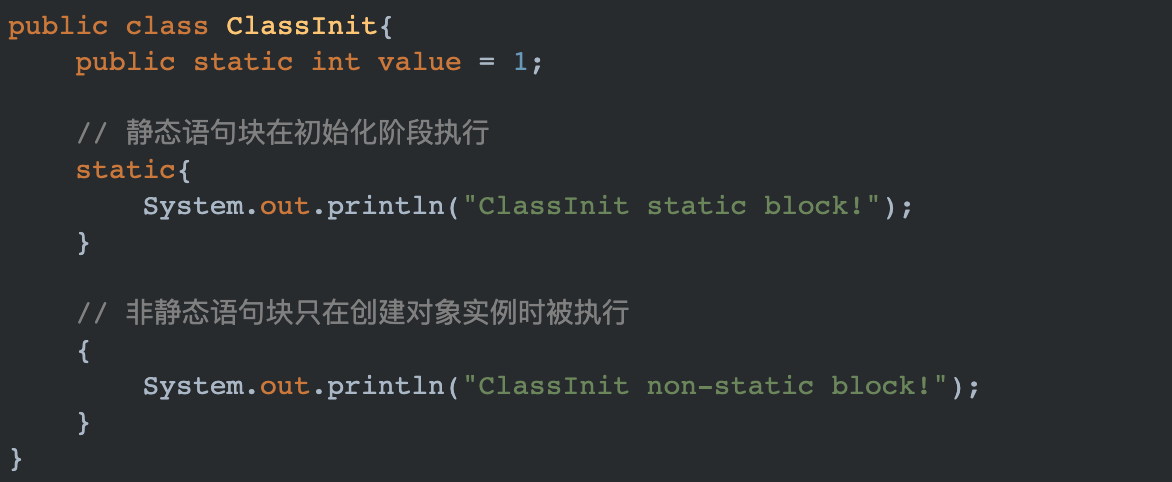 public class ClassInit{
    public static int value = 1;

    // 静态语句块在初始化阶段执行
    static{
        System.out.println("ClassInit static block!");
    }

    // 非静态语句块只在创建对象实例时被执行
    {
        System.out.println("ClassInit non-static block!");
    }
}